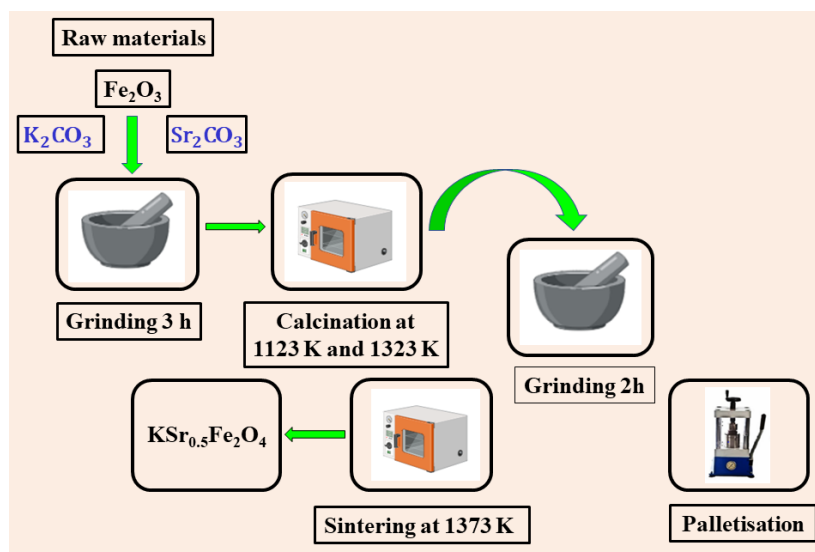 Raw materials
Fe₂O₃
K₂CO₃
Sr₂CO₃
Grinding 3 h
Calcination at
1123 K and 1323 K
Grinding 2h
KSr₀.₅Fe₂O₄
Sintering at 1373 K
Palletisation